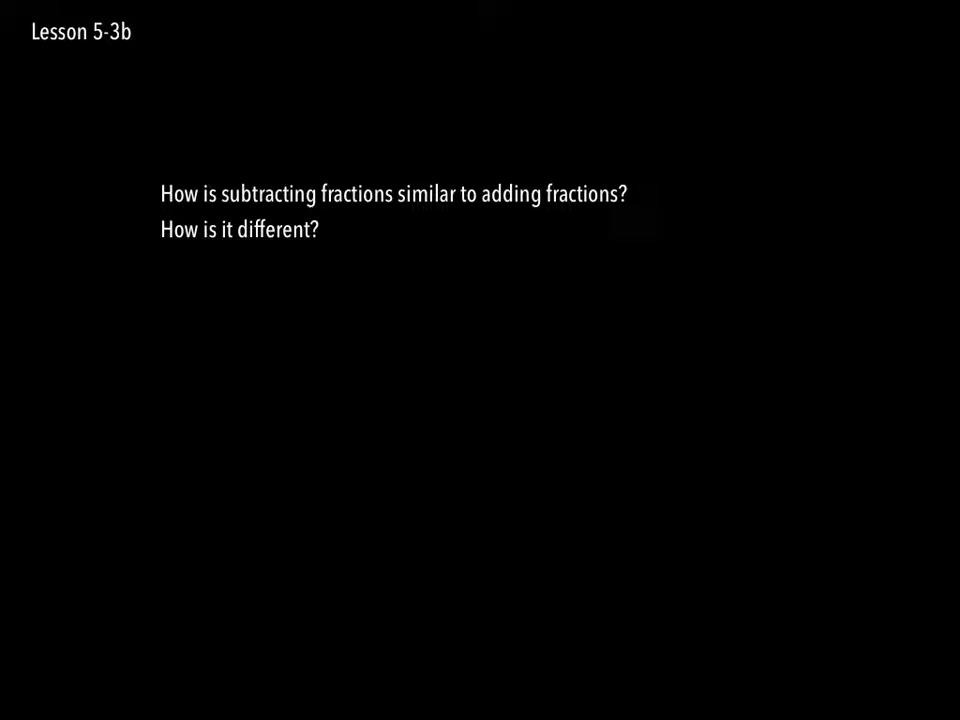 Lesson 5-3b
How is subtracting fractions similar to adding fractions?
How is it different?